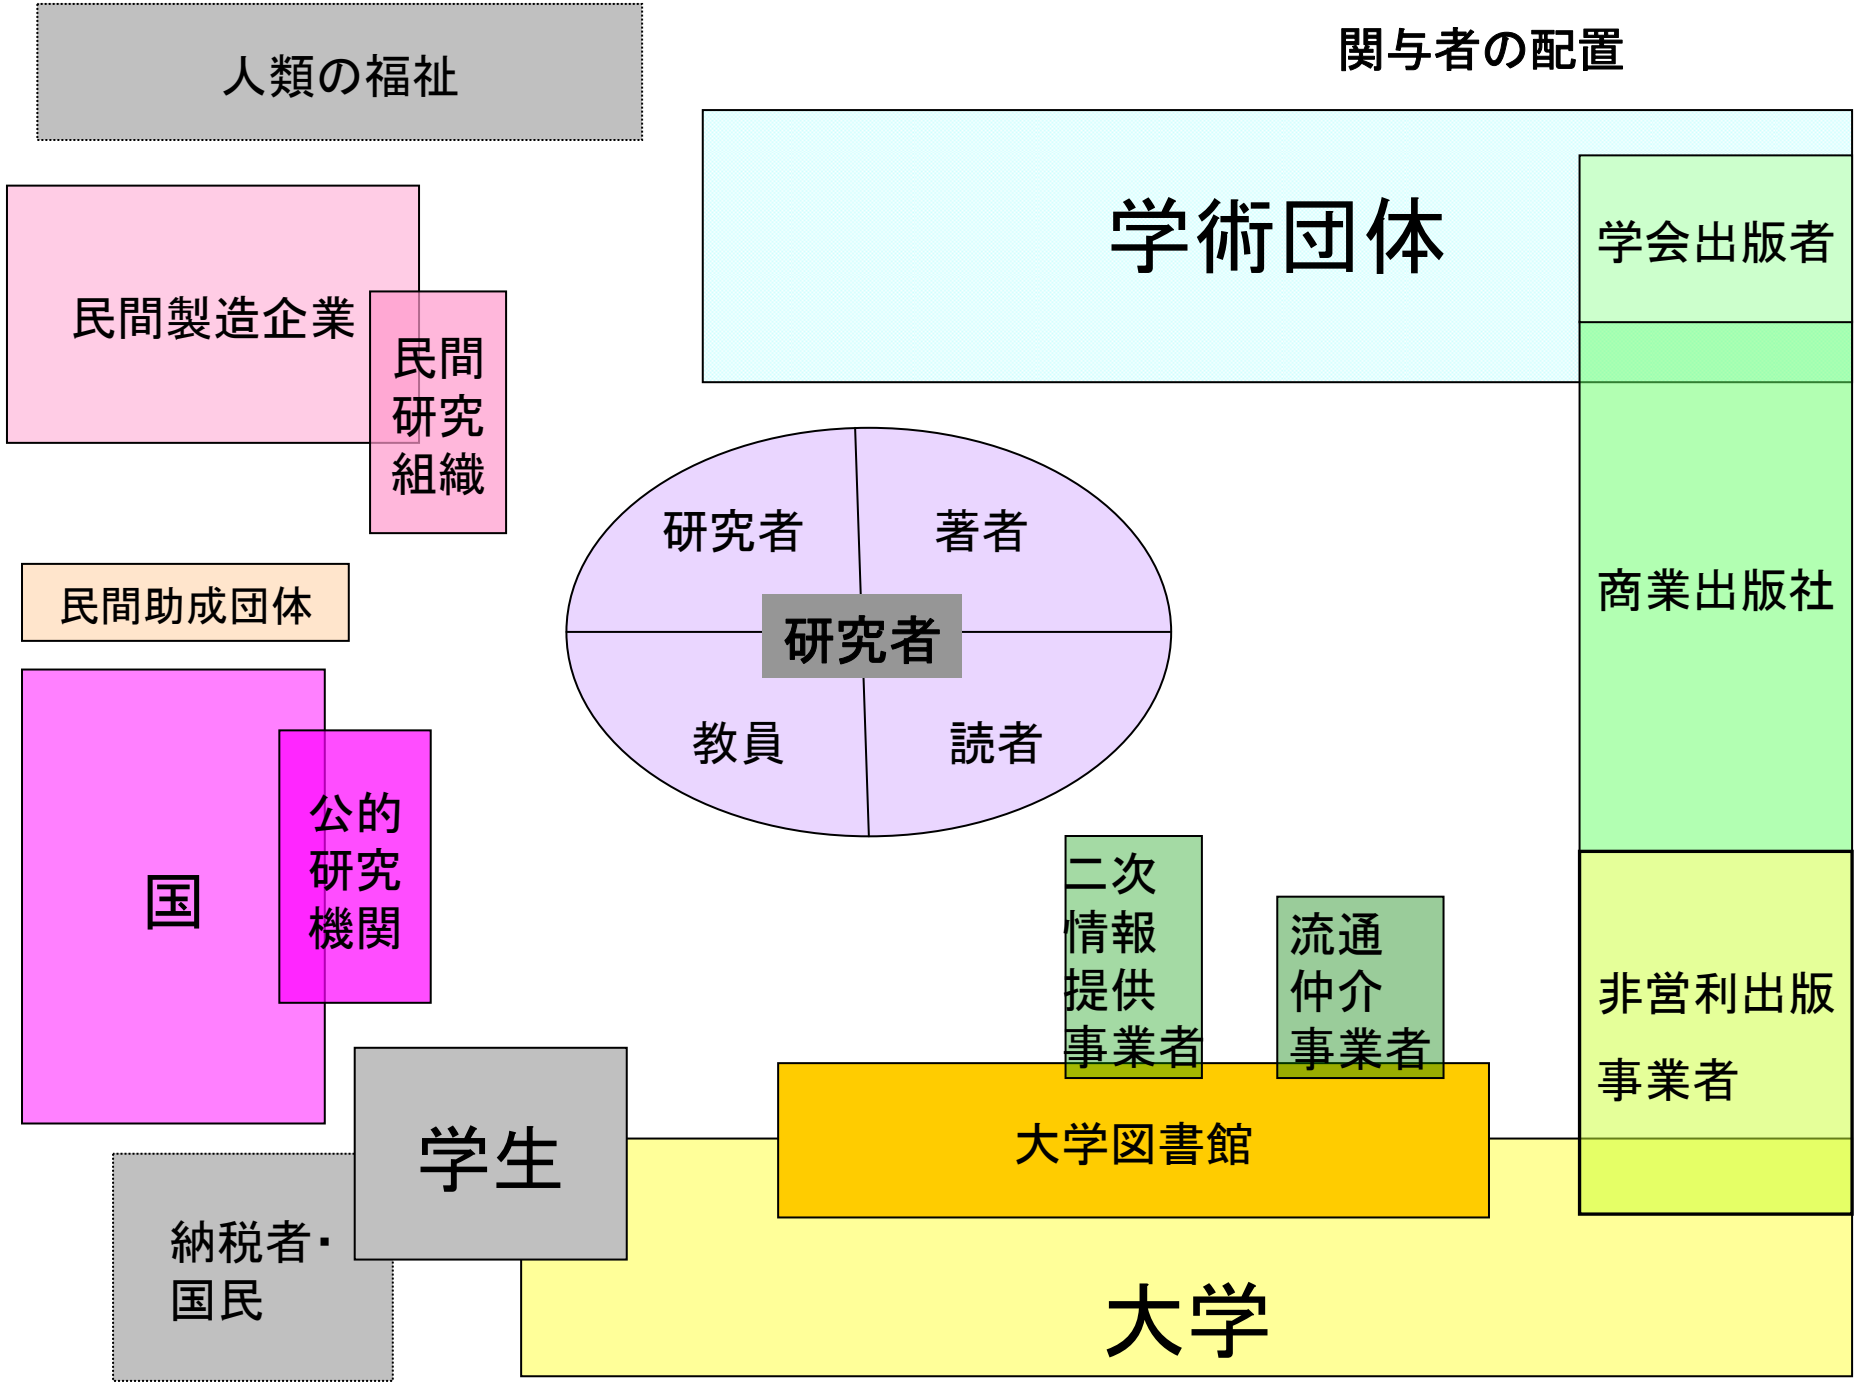 人類の福祉
関与者の配置
学術団体
学会出版者
民間製造企業
民間
研究
組織
研究者
著者
商業出版社
民間助成団体
研究者
教員
読者
国
公的
研究
機関
二次
情報
提供
事業者
流通
仲介
事業者
非営利出版
事業者
学生
大学図書館
納税者・
国民
大学